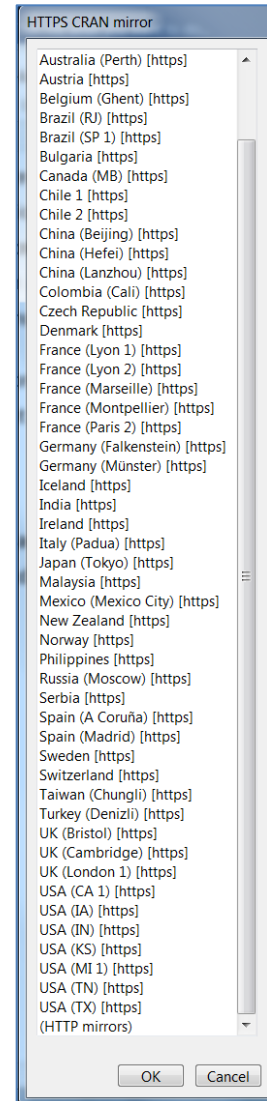 HTTPS CRAN mirror
Australia (Perth) [https]
Austria [https]
Belgium (Ghent) [https]
Brazil (RJ) [https]
Brazil (SP 1) [https]
Bulgaria [https]
Canada (MB) [https]
Chile 1 [https]
Chile 2 [https]
China (Beijing) [https]
China (Hefei) [https]
China (Lanzhou) [https]
Colombia (Cali) [https]
Czech Republic [https]
Denmark [https]
France (Lyon 1) [https]
France (Lyon 2) [https]
France (Marseille) [https]
France (Montpellier) [https]
France (Paris 2) [https]
Germany (Falkenstein) [https]
Germany (Münster) [https]
Iceland [https]
India [https]
Ireland [https]
Italy (Padua) [https]
Japan (Tokyo) [https]
Malaysia [https]
Mexico (Mexico City) [https]
New Zealand [https]
Norway [https]
Philippines [https]
Russia (Moscow) [https]
Serbia [https]
Spain (A Coruña) [https]
Spain (Madrid) [https]
Sweden [https]
Switzerland [https]
Taiwan (Chungli) [https]
Turkey (Denizli) [https]
UK (Bristol) [https]
UK (Cambridge) [https]
UK (London 1) [https]
USA (CA 1) [https]
USA (IA) [https]
USA (IN) [https]
USA (KS) [https]
USA (MI 1) [https]
USA (TN) [https]
USA (TX) [https]
(HTTP mirrors)
OK Cancel